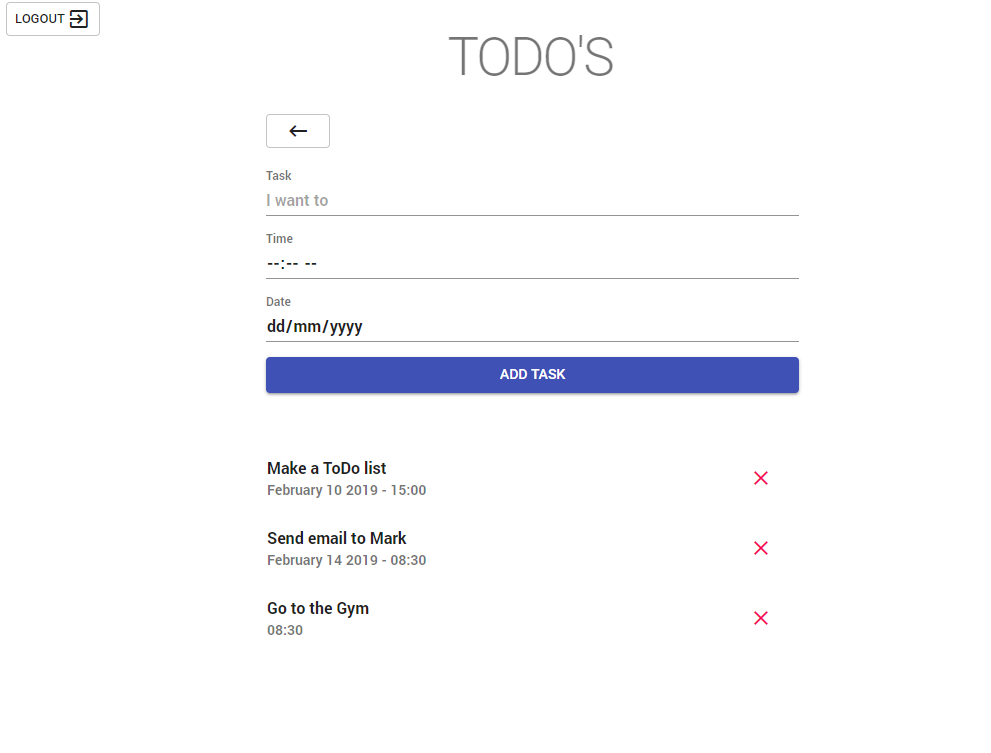 LOGOUT
TODO'S
Task
I want to
Time
--:-- --
Date
dd/mm/yyyy
ADD TASK
Make a ToDo list
February 10 2019 - 15:00
Send email to Mark
February 14 2019 - 08:30
Go to the Gym
08:30